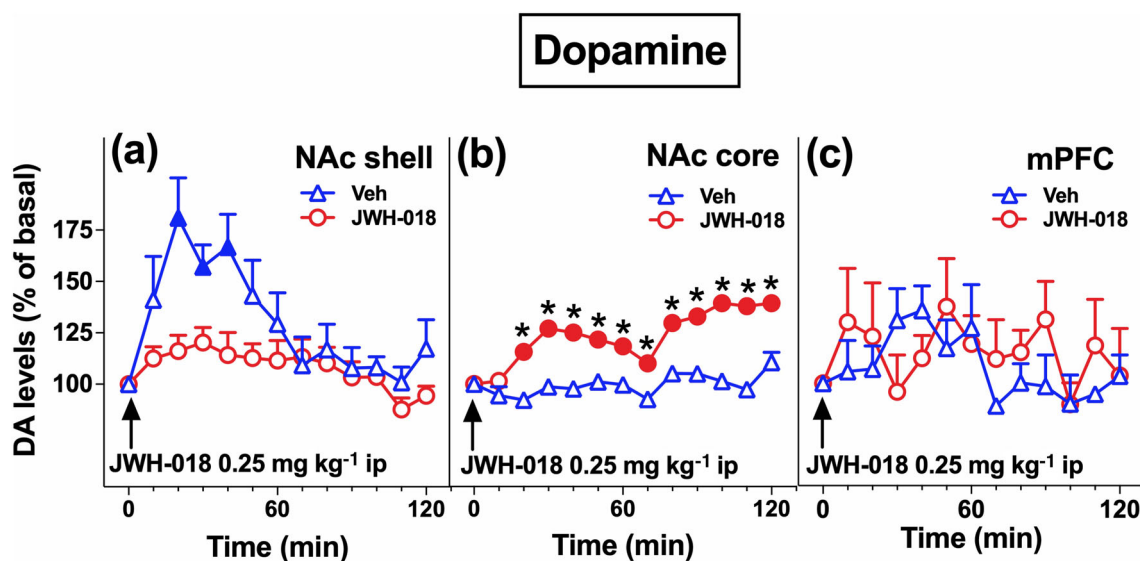 Dopamine
(a)
NAc shell
Veh
JWH-018
(b)
NAc core
Veh
JWH-018
(c)
mPFC
Veh
JWH-018
DA levels (% of basal)
175
150
125
100
* * * * * * * * * * *
JWH-018 0.25 mg kg⁻¹ ip
JWH-018 0.25 mg kg⁻¹ ip
JWH-018 0.25 mg kg⁻¹ ip
0 60 120
0 60 120
0 60 120
Time (min)
Time (min)
Time (min)